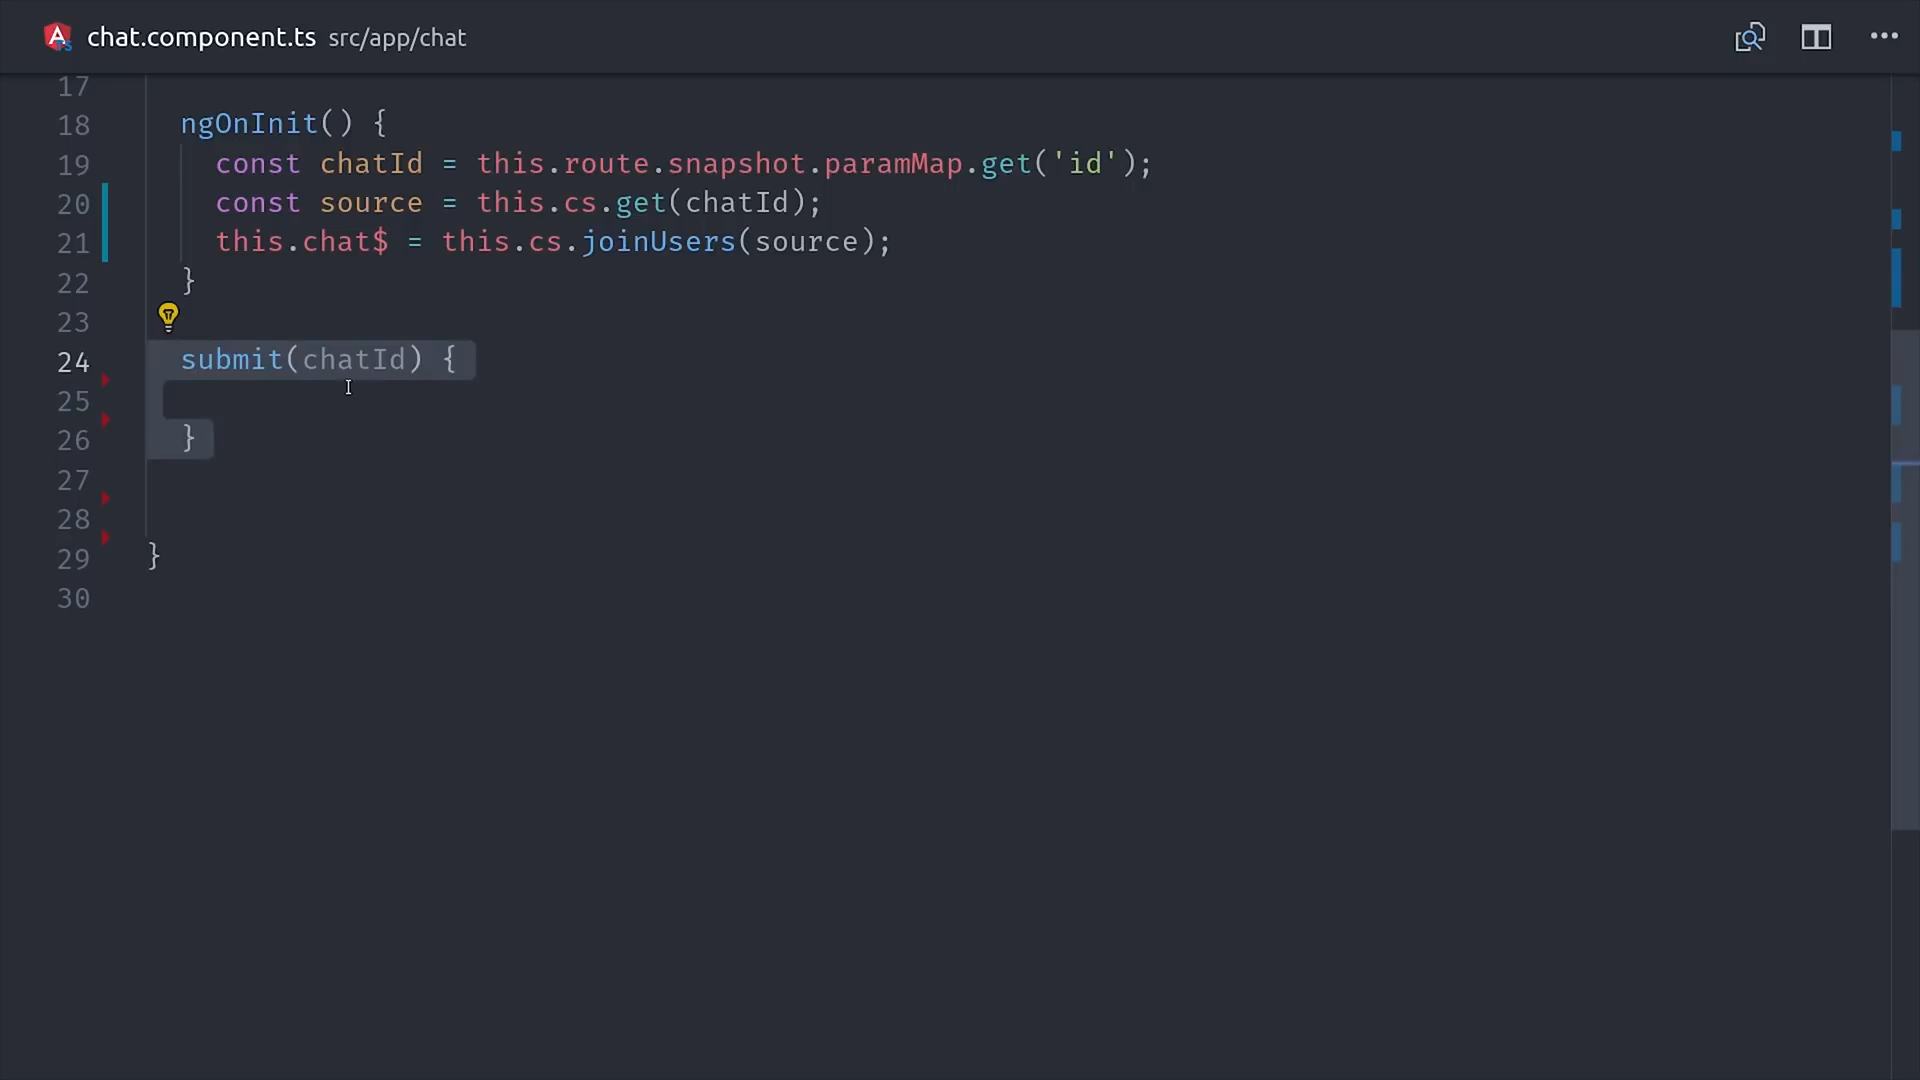 chat.component.ts src/app/chat
17
18 ngOnInit() {
19 const chatId = this.route.snapshot.paramMap.get('id');
20 const source = this.cs.get(chatId);
21 this.chat$ = this.cs.joinUsers(source);
22 }
23
24 submit(chatId) {
25
26 }
27
28
29 }
30